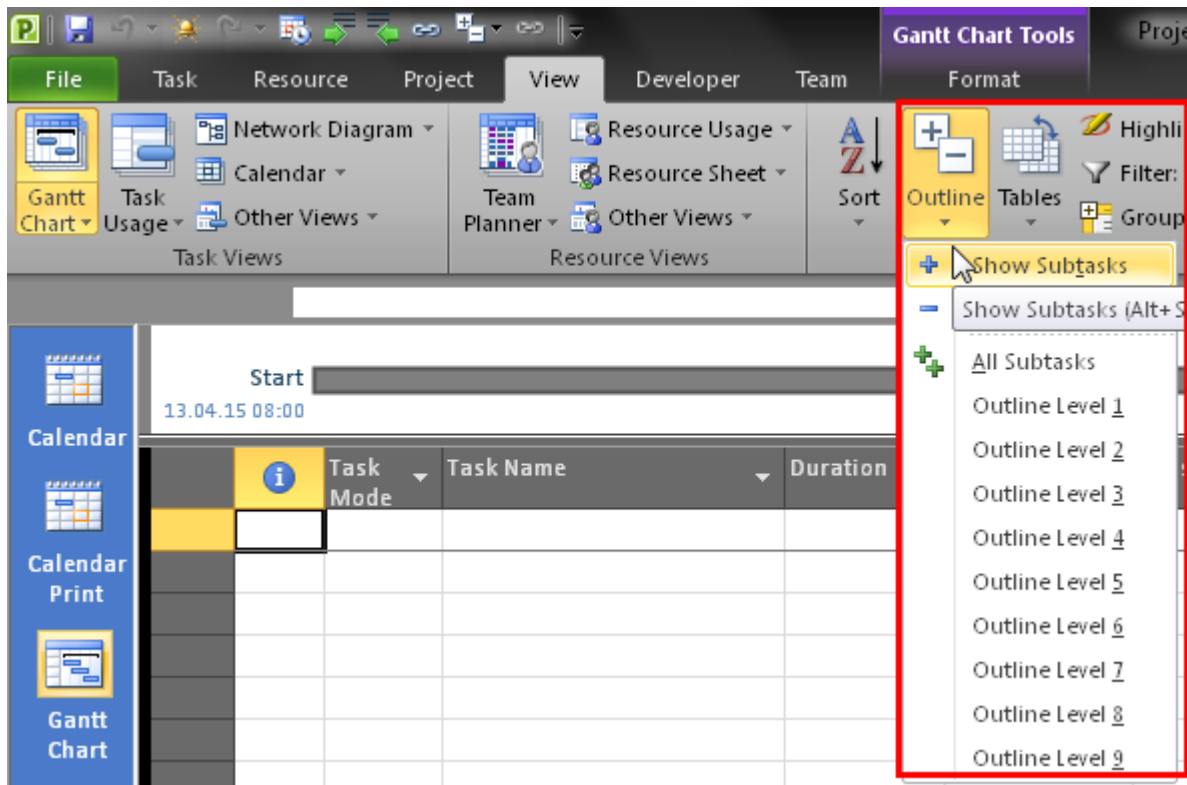 Gantt Chart Tools
Proje
File Task Resource Project View Developer Team Format
Network Diagram
Calendar
Other Views
Gantt Chart
Task Usage
Task Views
Team Planner
Resource Usage
Resource Sheet
Other Views
Resource Views
Sort
Outline
Tables
Highli
Filter:
Group
Show Subtasks
Show Subtasks (Alt+S
All Subtasks
Outline Level 1
Outline Level 2
Outline Level 3
Outline Level 4
Outline Level 5
Outline Level 6
Outline Level 7
Outline Level 8
Outline Level 9
Start
13.04.15 08:00
Calendar
Calendar
Print
Gantt
Chart
Task Mode
Task Name
Duration